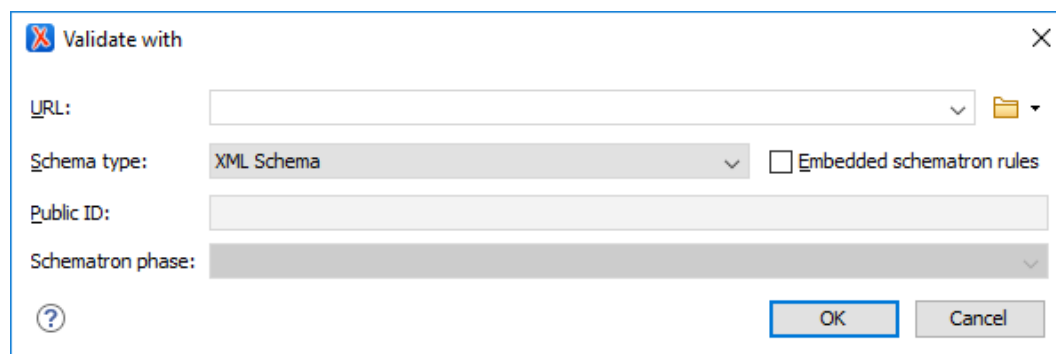 Validate with
URL:
Schema type: XML Schema Embedded schematron rules
Public ID:
Schematron phase:
OK Cancel